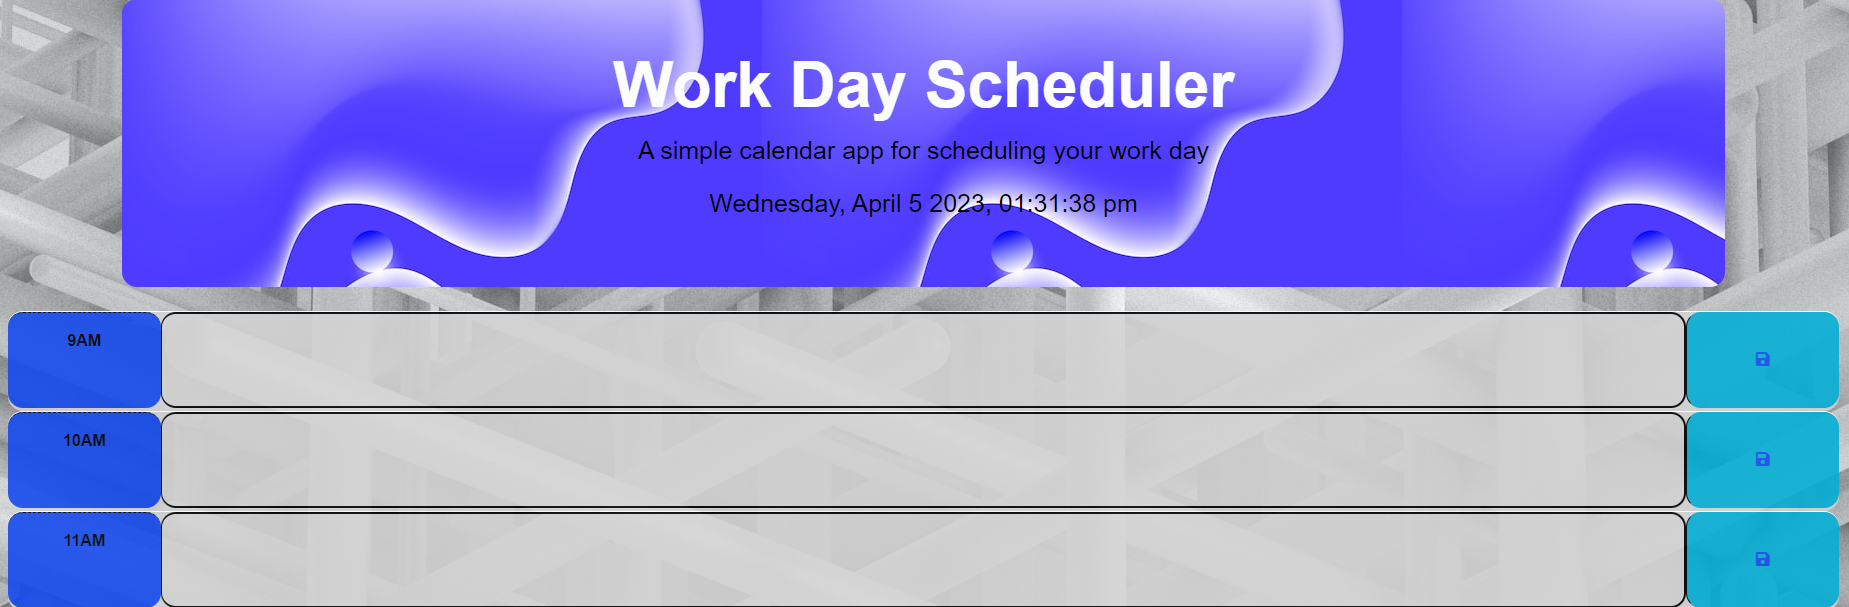 Work Day Scheduler
A simple calendar app for scheduling your work day
Wednesday, April 5 2023, 01:31:38 pm
9AM
10AM
11AM